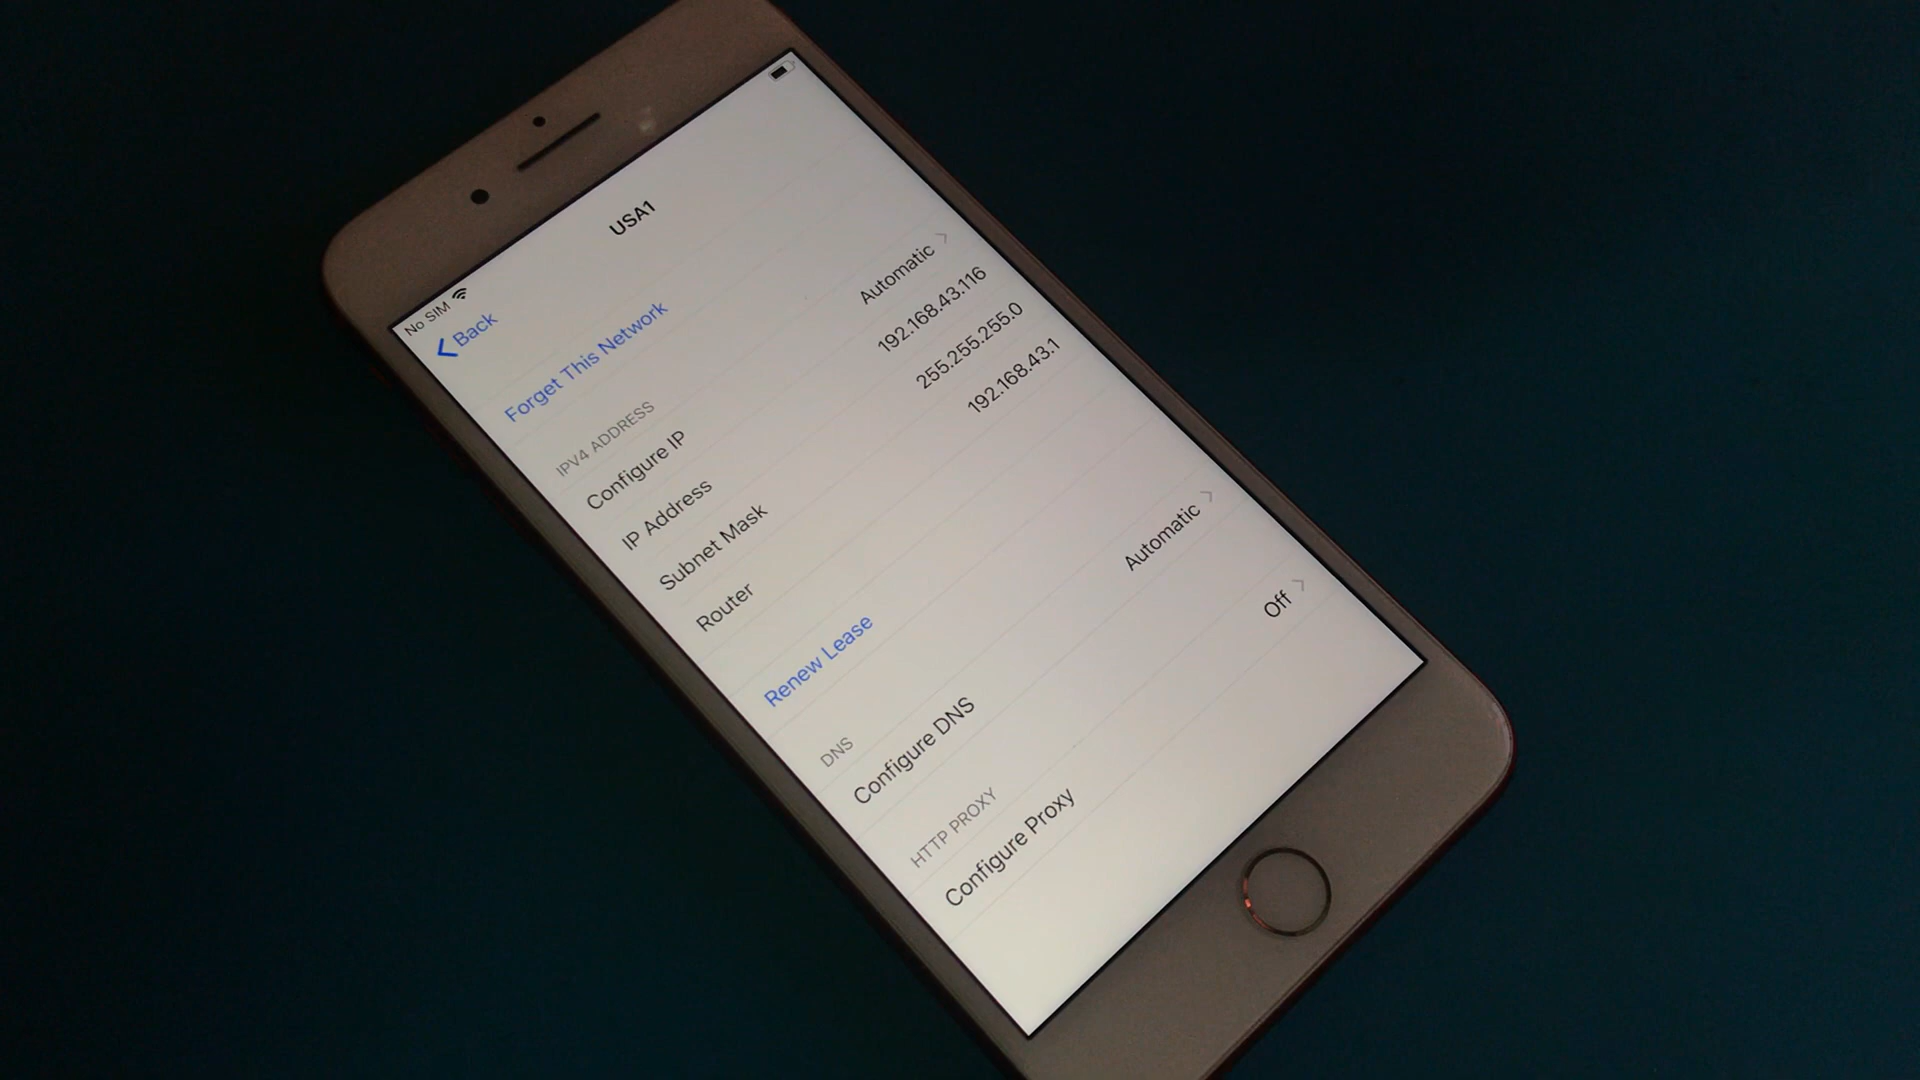 No SIM
Back
USA1
Forget This Network
IPV4 ADDRESS
Configure IP Automatic
IP Address 192.168.43.116
Subnet Mask 255.255.255.0
Router 192.168.43.1
Renew Lease
DNS
Configure DNS Automatic
HTTP PROXY
Configure Proxy Off